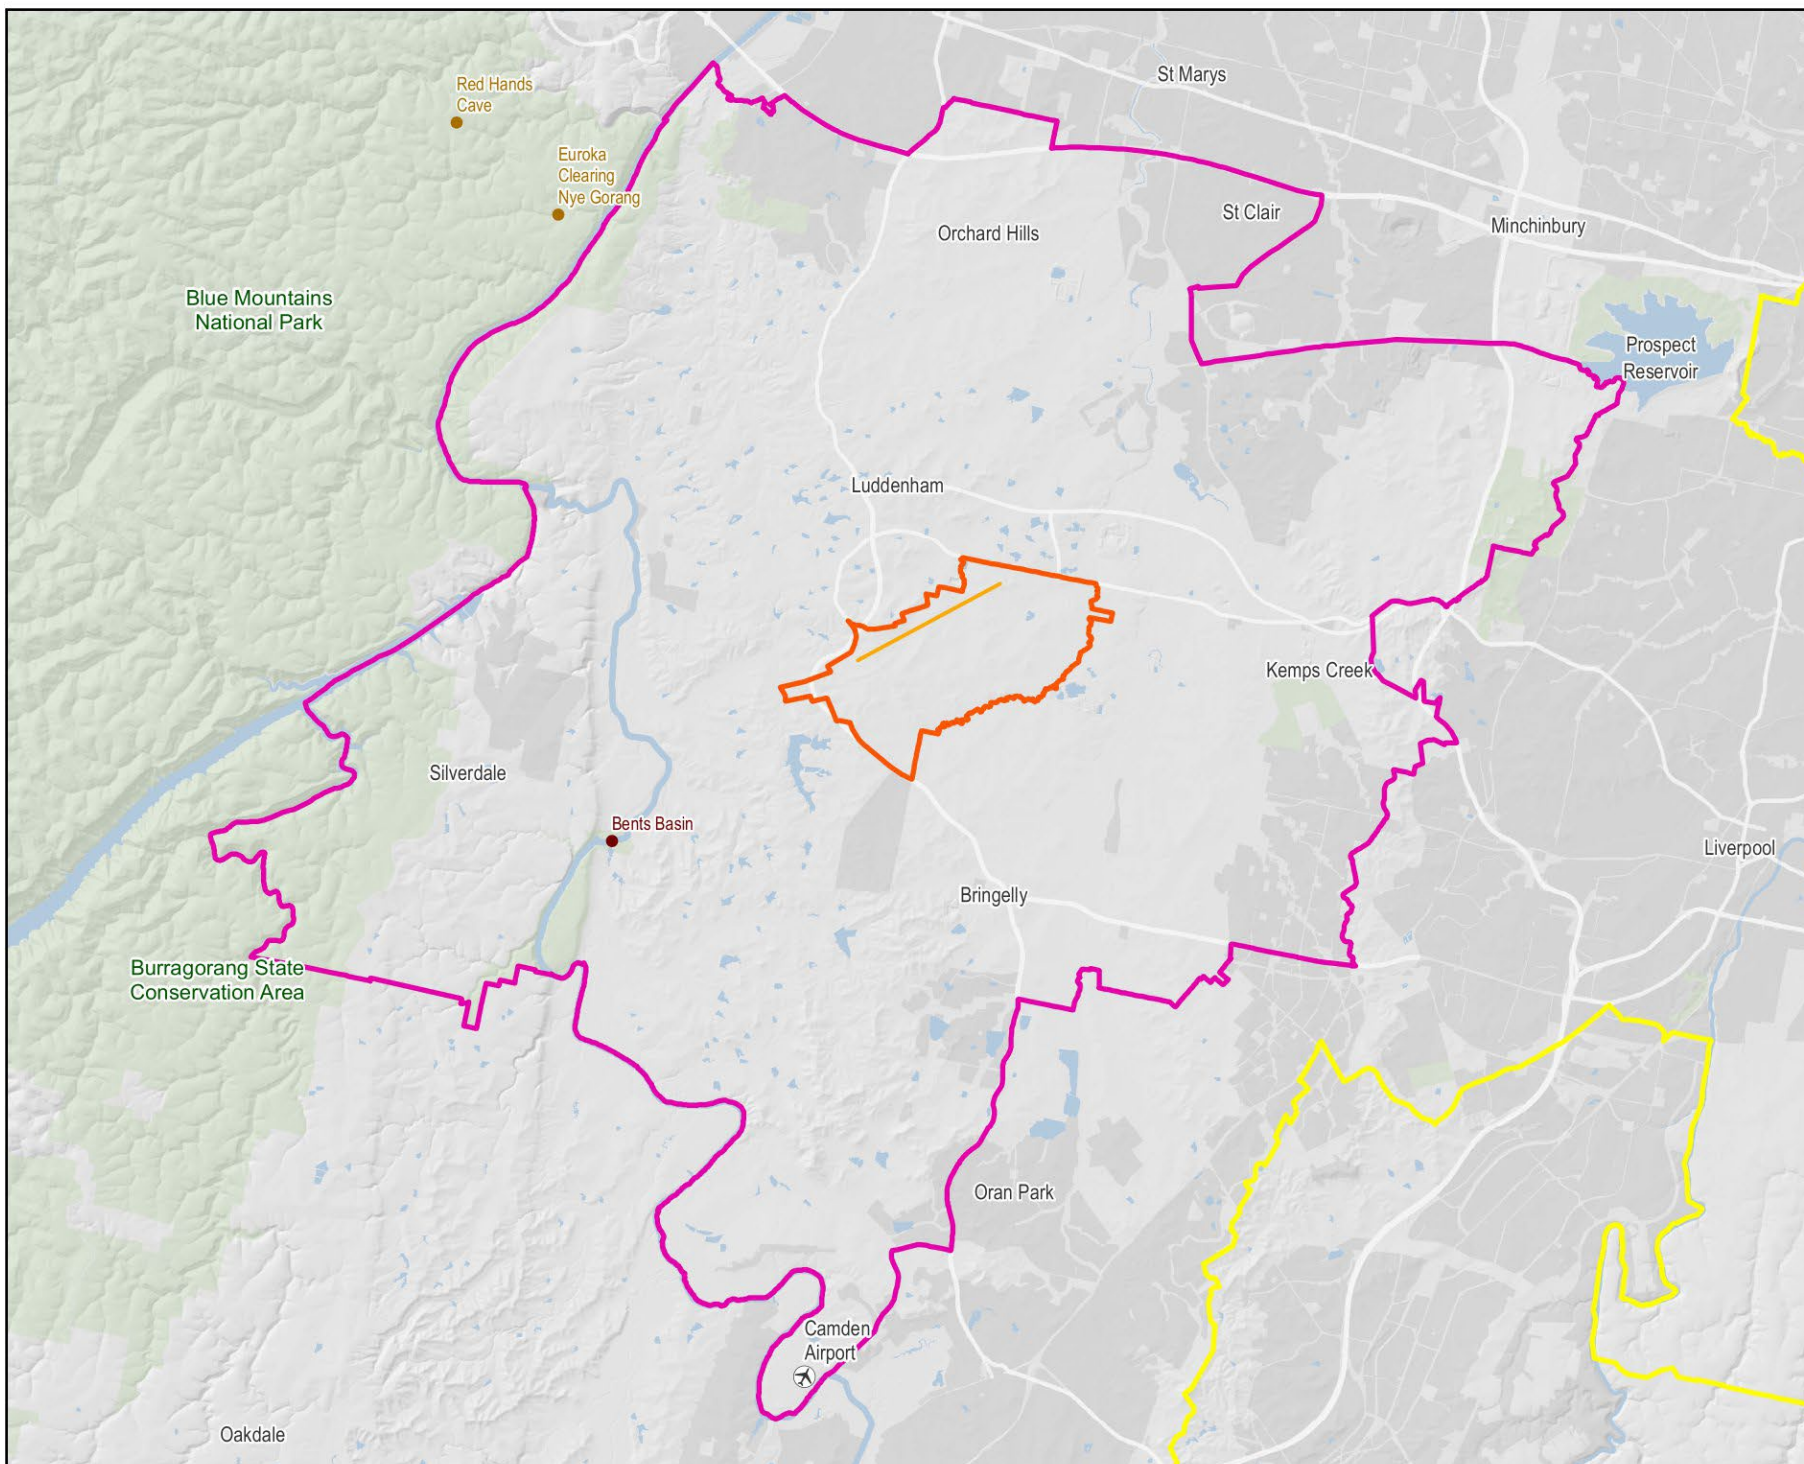 Red Hands
Cave
St Marys
Euroka
Clearing
Nye Gorang
St Clair
Minchinbury
Orchard Hills
Blue Mountains
National Park
Prospect
Reservoir
Luddenham
Kemps Creek
Silverdale
Bents Basin
Liverpool
Bringelly
Burragorang State
Conservation Area
Oran Park
Camden
Airport
Oakdale